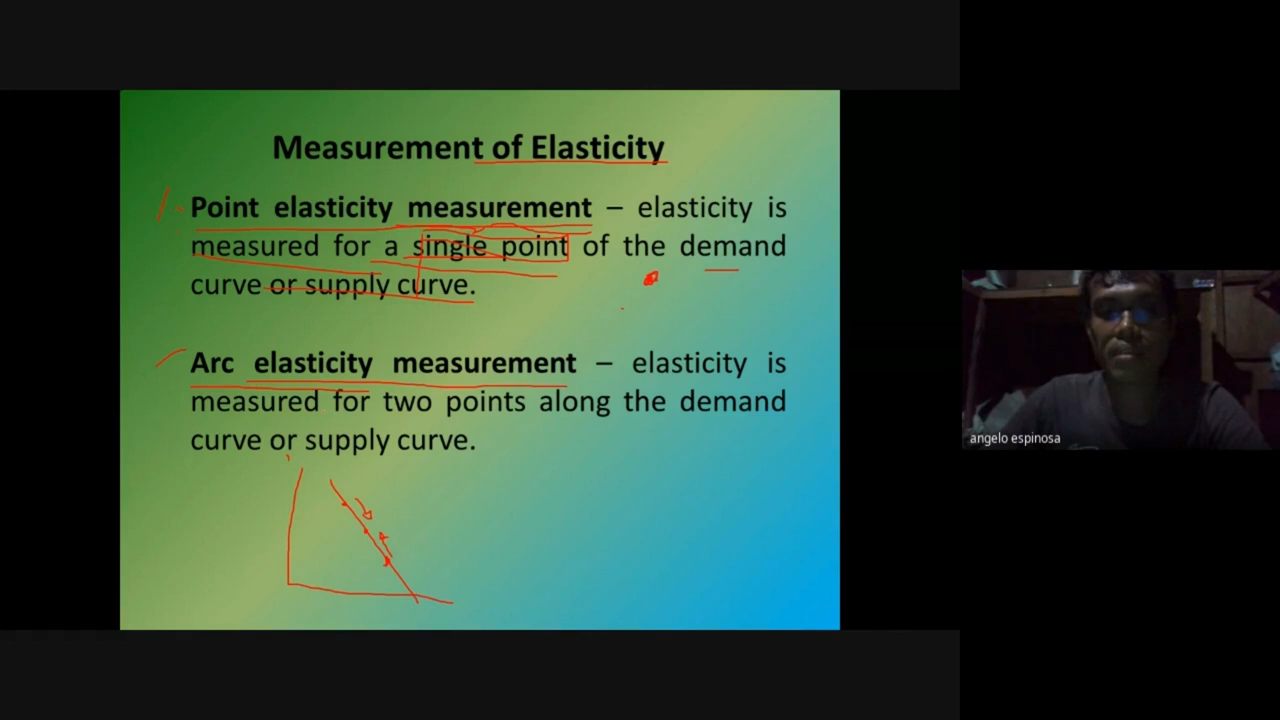 Measurement of Elasticity
Point elasticity measurement – elasticity is
measured for a single point of the demand
curve or supply curve.
Arc elasticity measurement – elasticity is
measured for two points along the demand
curve or supply curve.
angelo espinosa